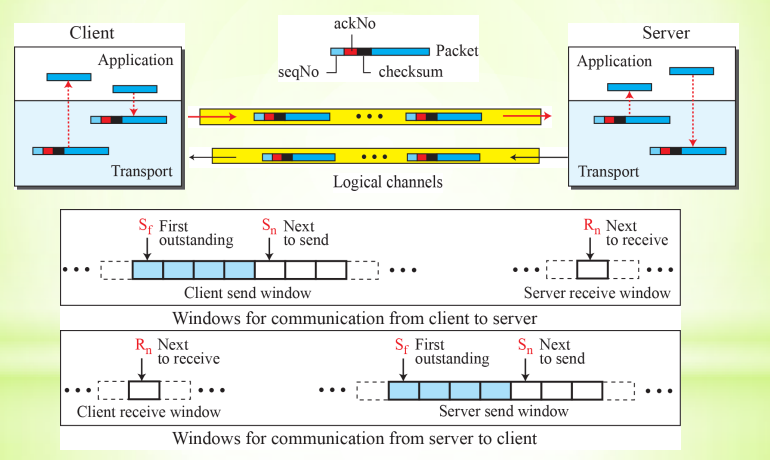 Client
Application
Transport
ackNo
Packet
seqNo
checksum
Server
Application
Transport
Logical channels
Sf First
outstanding
Sn Next
to send
Rn Next
to receive
Client send window
Server receive window
Windows for communication from client to server
Rn Next
to receive
Sf First
outstanding
Sn Next
to send
Client receive window
Server send window
Windows for communication from server to client